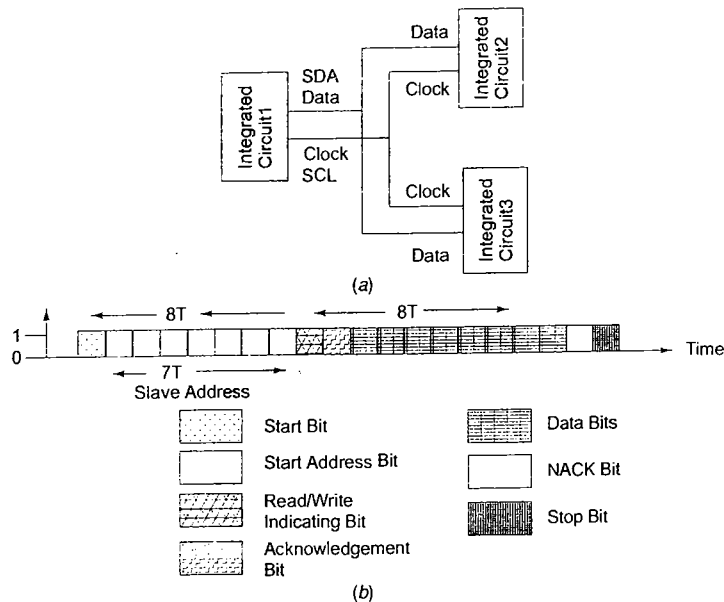 Integrated
Circuit1
SDA
Data
Clock
SCL
Data
Clock
Integrated
Circuit2
Clock
Data
Integrated
Circuit3
(a)
8T
8T
1
0
Time
7T
Slave Address
Start Bit
Start Address Bit
Read/Write
Indicating Bit
Acknowledgement
Bit
Data Bits
NACK Bit
Stop Bit
(b)